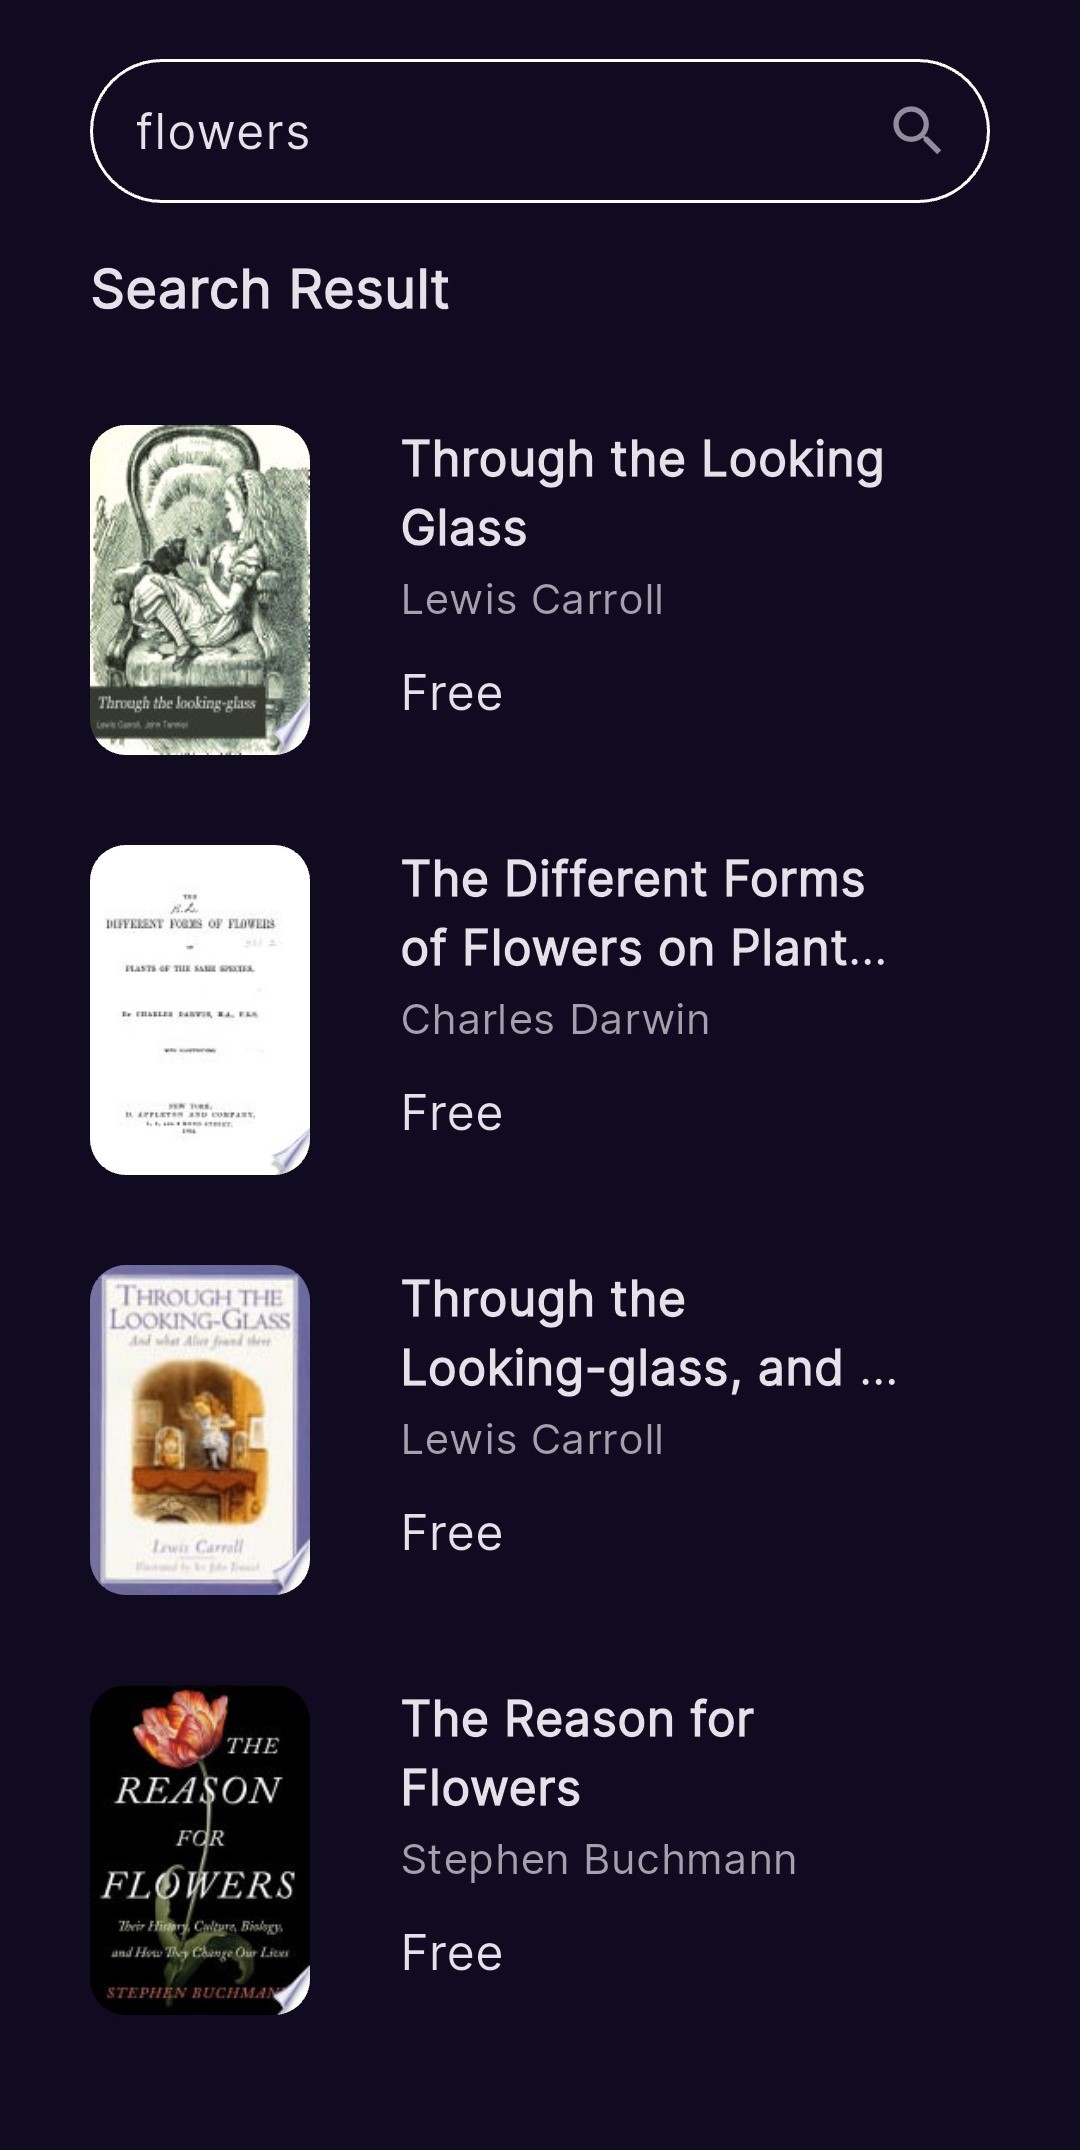 flowers
Search Result
Through the Looking
Glass
Lewis Carroll
Free
Through the looking-glass
Lewis Carroll, John Tenniel
The Different Forms
of Flowers on Plant...
Charles Darwin
Free
THE
DIFFERENT FORMS OF FLOWERS
ON
PLANTS OF THE SAME SPECIES.
By CHARLES DARWIN, M.A., F.R.S.
WITH ILLUSTRATIONS
NEW YORK:
D. APPLETON AND COMPANY,
Through the
Looking-glass, and ...
Lewis Carroll
Free
THROUGH THE
LOOKING-GLASS
And what Alice found there
Lewis Carroll
Illustrated by Sir John Tenniel
The Reason for
Flowers
Stephen Buchmann
Free
THE
REASON
FOR
FLOWERS
Their History, Culture, Biology,
and How They Change Our Lives
STEPHEN BUCHMAN